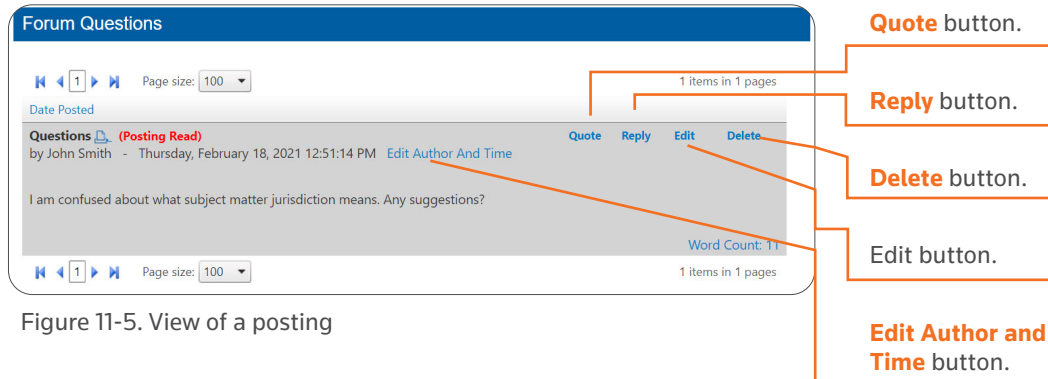 Forum Questions
1 Page size: 100 1 items in 1 pages
Date Posted
Questions (Posting Read) Quote Reply Edit Delete
by John Smith - Thursday, February 18, 2021 12:51:14 PM Edit Author And Time
I am confused about what subject matter jurisdiction means. Any suggestions?
Word Count: 11
1 Page size: 100 1 items in 1 pages
Figure 11-5. View of a posting
Quote button.
Reply button.
Delete button.
Edit button.
Edit Author and
Time button.